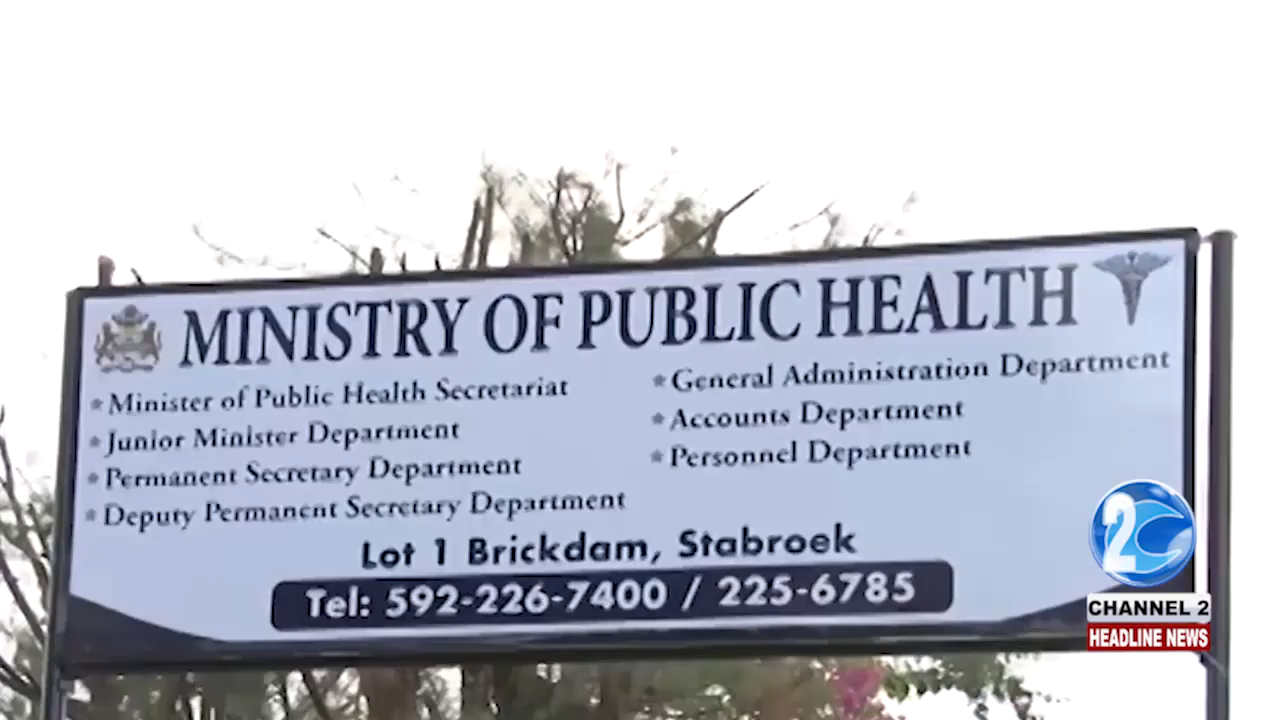 MINISTRY OF PUBLIC HEALTH
* Minister of Public Health Secretariat
* Junior Minister Department
* Permanent Secretary Department
* Deputy Permanent Secretary Department
* General Administration Department
* Accounts Department
* Personnel Department
Lot 1 Brickdam, Stabroek
Tel: 592-226-7400 / 225-6785
2
CHANNEL 2
HEADLINE NEWS